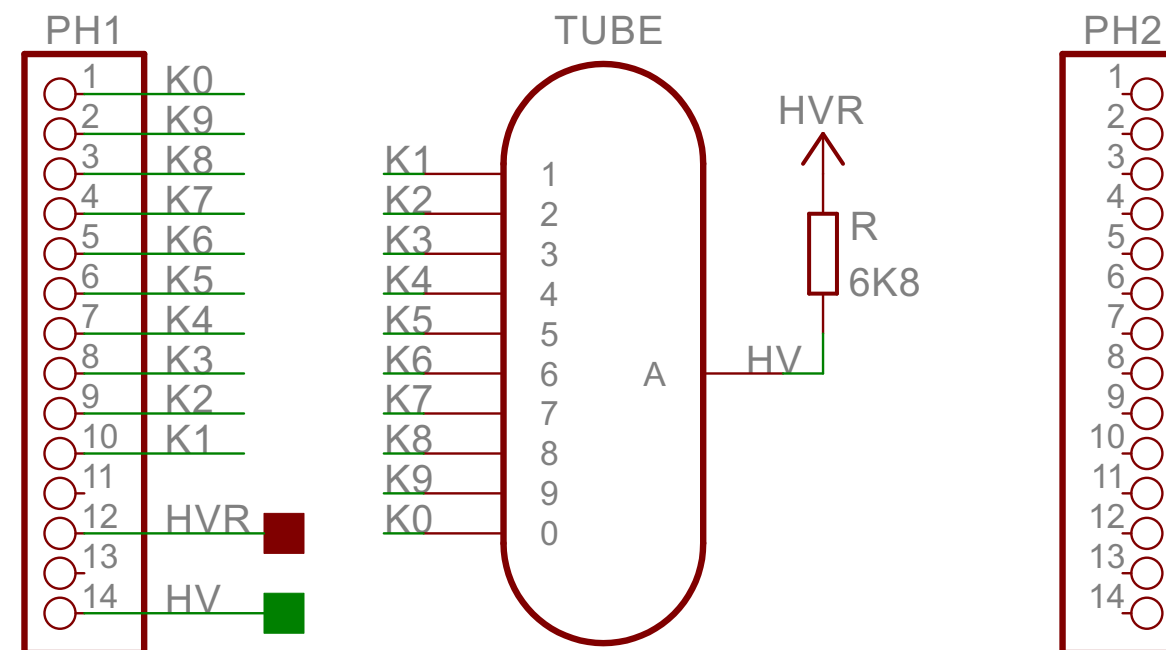 PH1
1 K0
2 K9
3 K8
4 K7
5 K6
6 K5
7 K4
8 K3
9 K2
10 K1
11
12 HVR
13
14 HV
TUBE
K1 1
K2 2
K3 3
K4 4
K5 5
K6 6
K7 7
K8 8
K9 9
K0 0
A HV
HVR
R
6K8
PH2
1
2
3
4
5
6
7
8
9
10
11
12
13
14